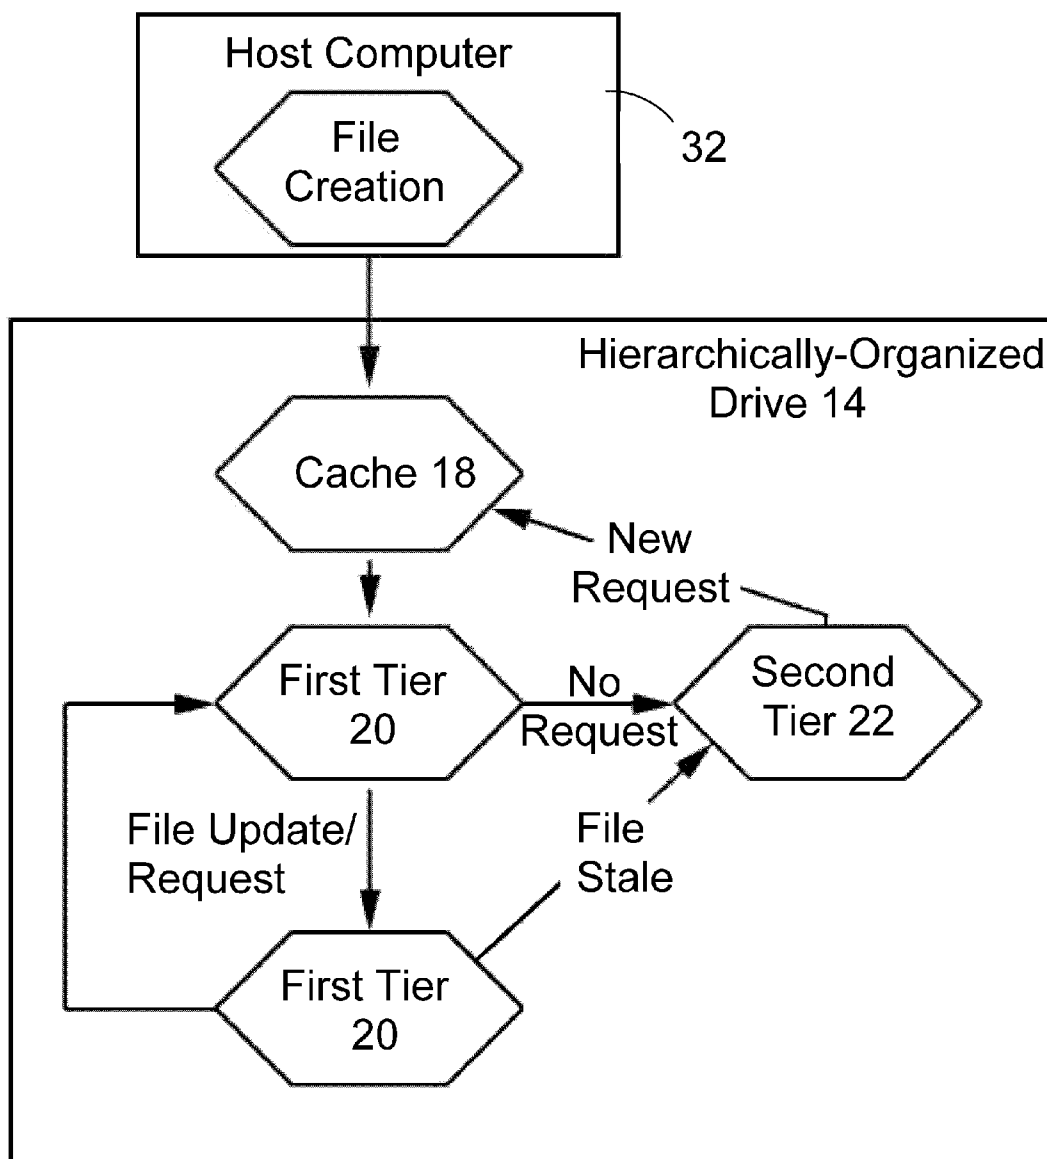 Host Computer
File
Creation
32
Hierarchically-Organized
Drive 14
Cache 18
New
Request
First Tier
20
No
Request
Second
Tier 22
File Update/
Request
File
Stale
First Tier
20